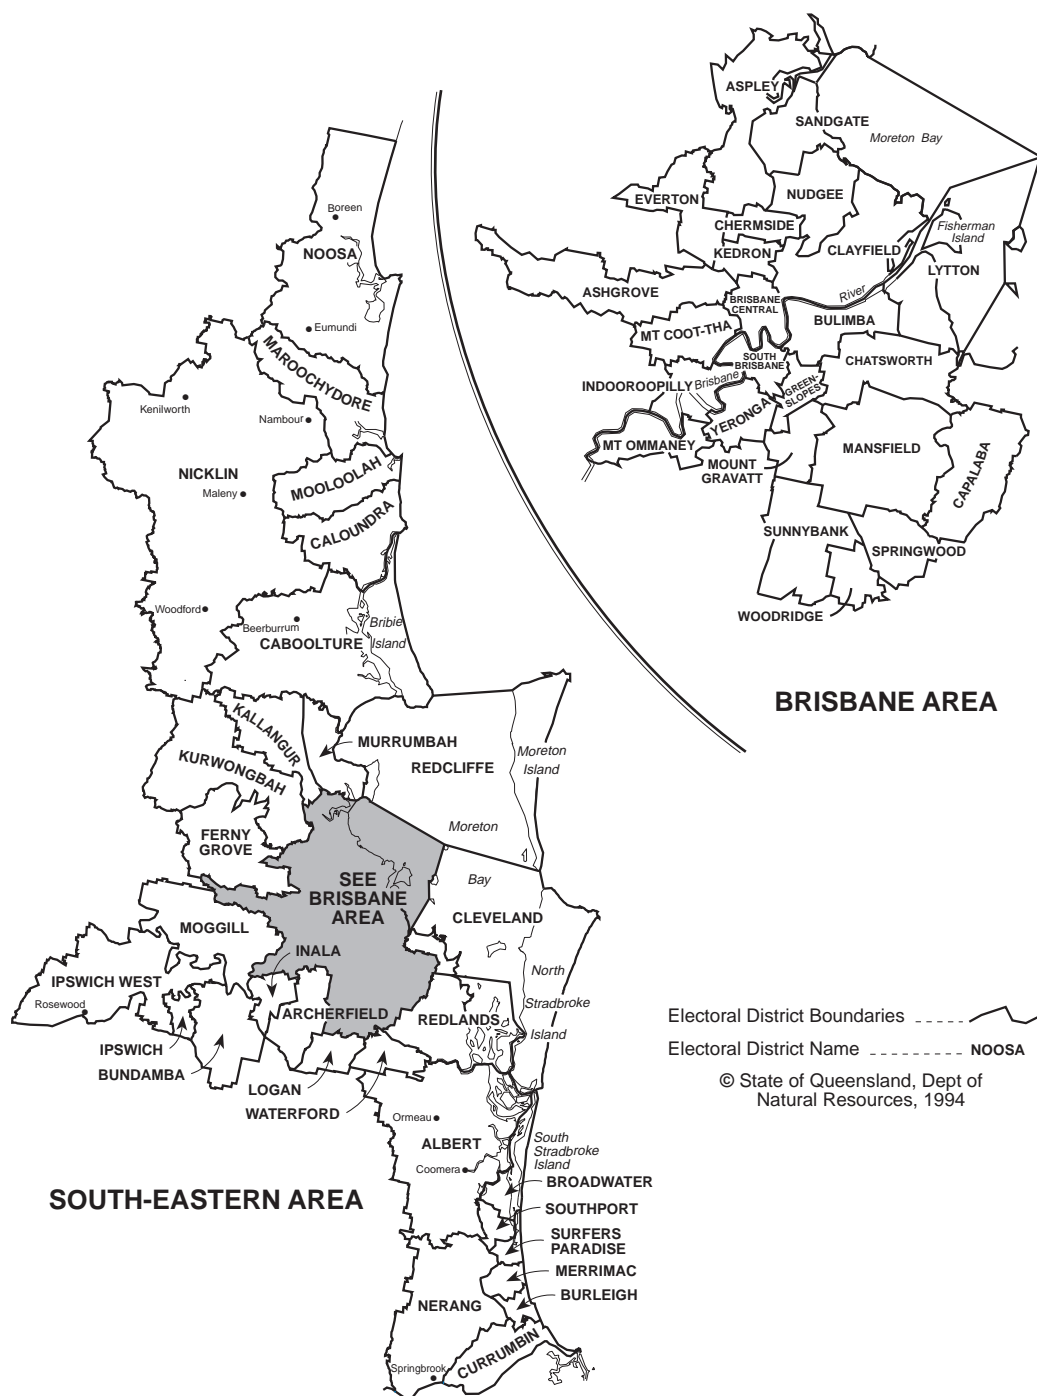 ASPLEY
SANDGATE
Moreton Bay
EVERTON
NUDGEE
CHERMSIDE
Fisherman
Island
KEDRON
CLAYFIELD
LYTTON
ASHGROVE
BRISBANE
CENTRAL
River
BULIMBA
MT COOT-THA
SOUTH
BRISBANE
CHATSWORTH
INDOOROOPILLY
Brisbane
GREEN-
SLOPES
YERONGA
MT OMMANEY
MOUNT
GRAVATT
MANSFIELD
CAPALABA
SUNNYBANK
SPRINGWOOD
WOODRIDGE
BRISBANE AREA
Boreen
NOOSA
Eumundi
MAROOCHYDORE
Kenilworth
Nambour
NICKLIN
Maleny
MOOLOOLAH
CALOUNDRA
Woodford
Beerburrum
CABOOLTURE
Bribie
Island
KALLANGUR
MURRUMBAH
REDCLIFFE
Moreton
Island
KURWONGBAH
Moreton
FERNY
GROVE
SEE
BRISBANE
AREA
Bay
CLEVELAND
MOGGILL
INALA
IPSWICH WEST
Rosewood
North
Stradbroke
Island
ARCHERFIELD
REDLANDS
IPSWICH
BUNDAMBA
LOGAN
WATERFORD
Ormeau
ALBERT
Coomera
South
Stradbroke
Island
BROADWATER
SOUTHPORT
SURFERS
PARADISE
MERRIMAC
BURLEIGH
NERANG
CURRUMBIN
Springbrook
SOUTH-EASTERN AREA
Electoral District Boundaries
Electoral District Name NOOSA
© State of Queensland, Dept of
Natural Resources, 1994